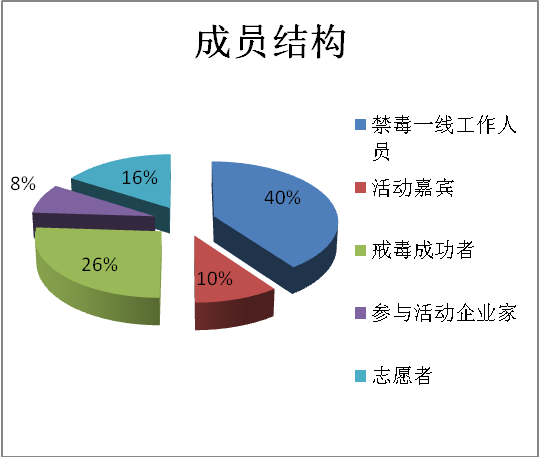 成员结构
16%
8%
40%
26%
10%
禁毒一线工作人
员
活动嘉宾
戒毒成功者
参与活动企业家
志愿者